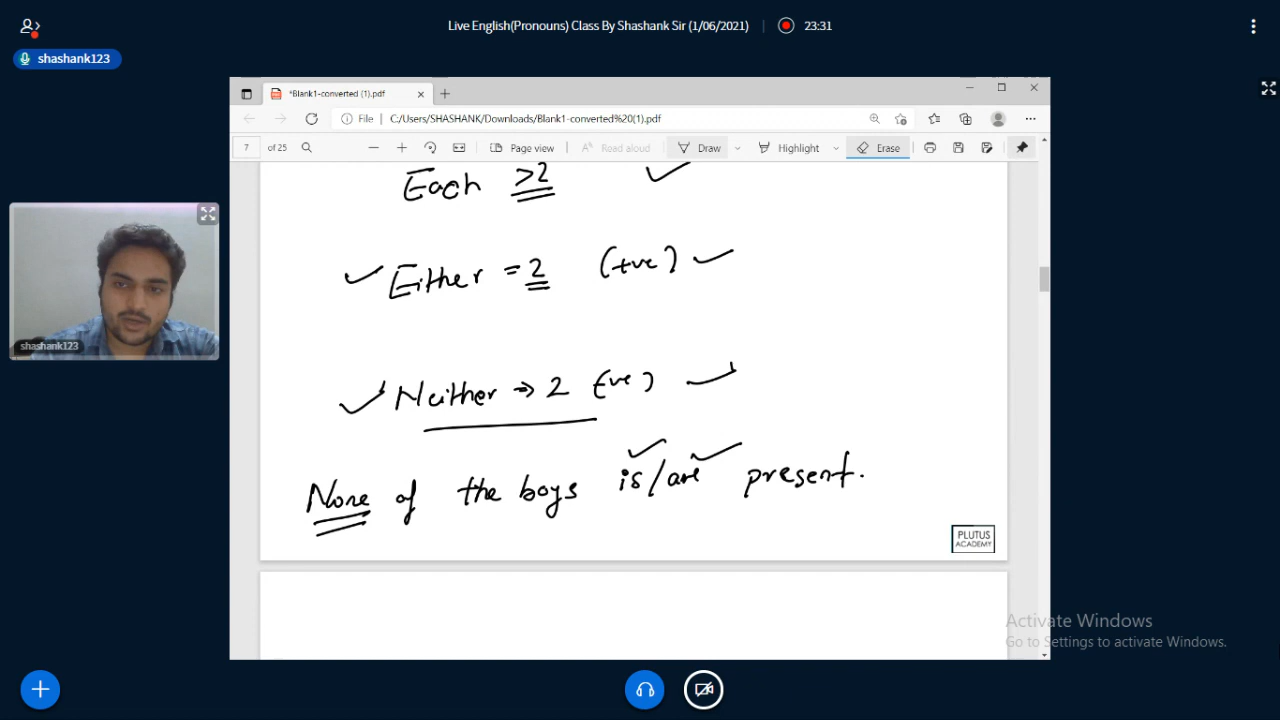 Live English(Pronouns) Class By Shashank Sir (1/06/2021) 23:31
shashank123
*Blank1-converted (1).pdf
File C:/Users/SHASHANK/Downloads/Blank1-converted%20(1).pdf
7 of 25 Page view Read aloud Draw Highlight Erase
Each >2
Either = 2 (+ve)
shashank123
Neither ⇒ 2 (-ve)
None of the boys is/are present.
PLUTUS
ACADEMY
Activate Windows
Go to Settings to activate Windows.